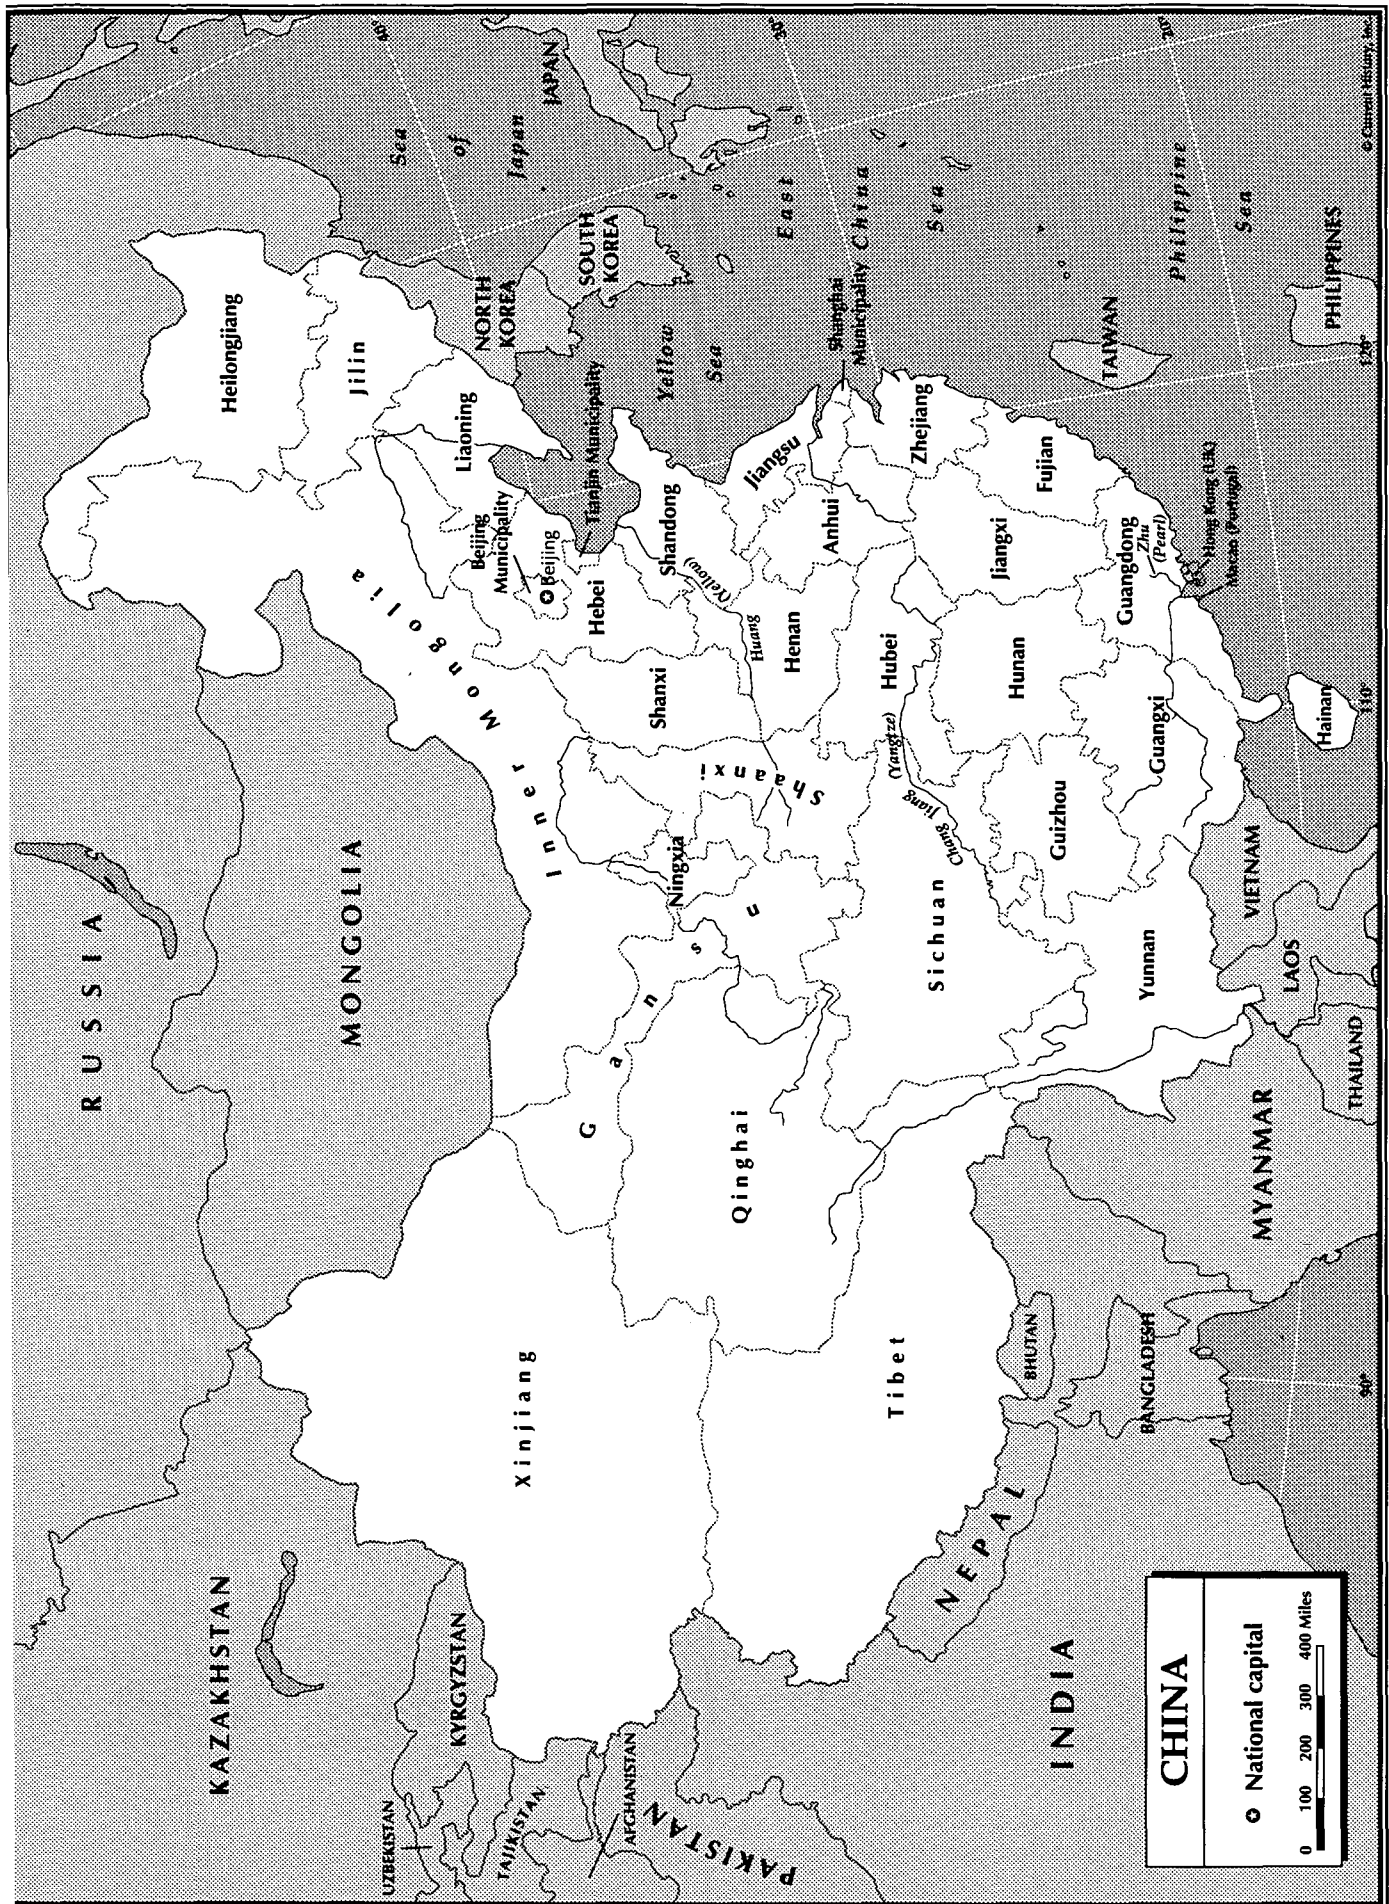 RUSSIA
KAZAKHSTAN
MONGOLIA
UZBEKISTAN
KYRGYZSTAN
TAJIKISTAN
AFGHANISTAN
PAKISTAN
INDIA
NEPAL
BHUTAN
BANGLADESH
MYANMAR
THAILAND
LAOS
VIETNAM
PHILIPPINES
TAIWAN
JAPAN
NORTH
KOREA
SOUTH
KOREA
Sea
of
Japan
Yellow
Sea
East
China
Sea
Philippine
Sea
Heilongjiang
Jilin
Liaoning
Inner Mongolia
Beijing
Municipality
Beijing
Tianjin Municipality
Hebei
Shanxi
Shandong
Huang
(Yellow)
Henan
Jiangsu
Anhui
Shanghai
Municipality
Zhejiang
Fujian
Jiangxi
Hubei
Hunan
Shaanxi
Ningxia
Gansu
Qinghai
Xinjiang
Tibet
Sichuan
(Yangtze)
Chang Jiang
Guizhou
Yunnan
Guangxi
Guangdong
Zhu
(Pearl)
Hong Kong (UK)
Macao (Portugal)
Hainan
40°
30°
20°
120°
110°
90°
CHINA
National capital
0 100 200 300 400 Miles
© Current History, Inc.